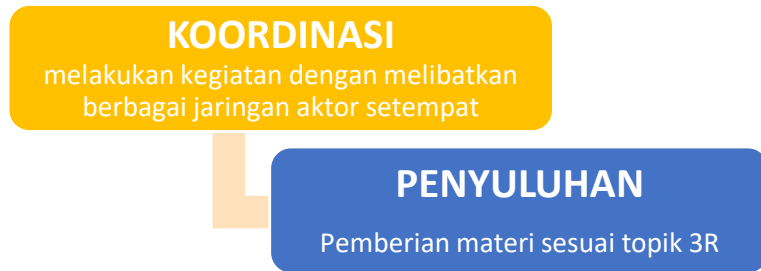 KOORDINASI
melakukan kegiatan dengan melibatkan
berbagai jaringan aktor setempat
PENYULUHAN
Pemberian materi sesuai topik 3R